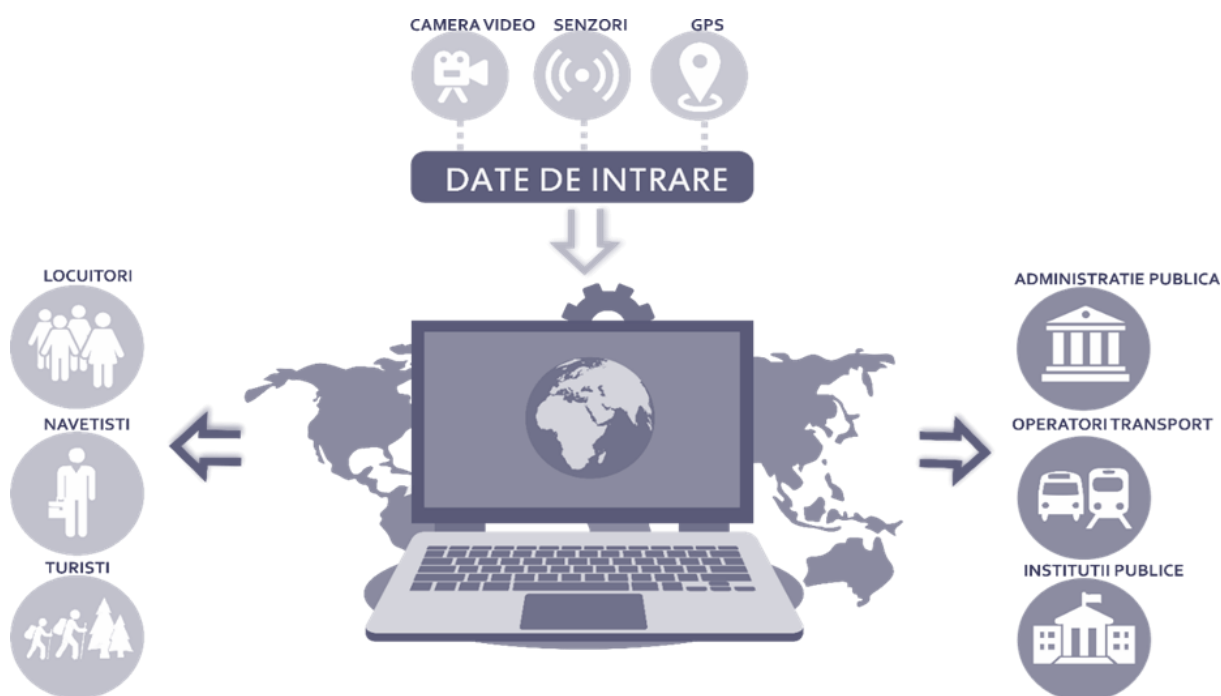 CAMERA VIDEO
SENZORI
GPS
DATE DE INTRARE
LOCUITORI
NAVETISTI
TURISTI
ADMINISTRATIE PUBLICA
OPERATORI TRANSPORT
INSTITUTII PUBLICE